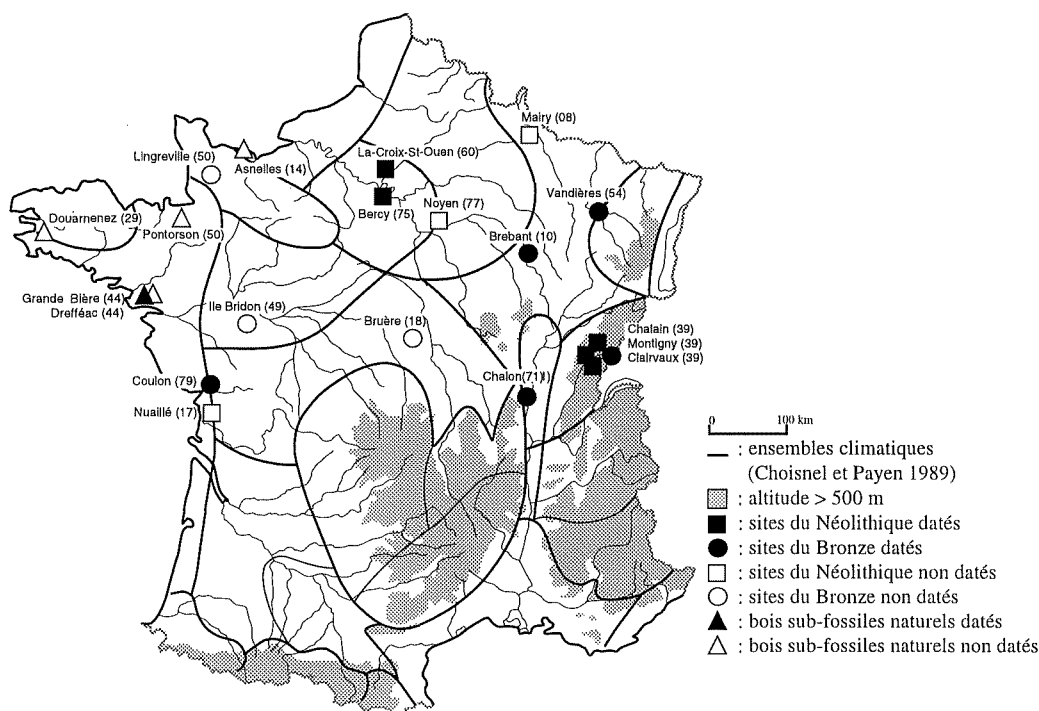 Mairy (08)
Lingreville (50)
La-Croix-St-Ouen (60)
Asnelles (14)
Vandières (54)
Noyen (77)
Bercy (75)
Douarnenez (29)
Pontorson (50)
Brebant (10)
Grande Bière (44)
Drefféac (44)
Ile Bridon (49)
Bruère (18)
Chalain (39)
Montigny (39)
Clairvaux (39)
Coulon (79)
Chalon (71)
Nuaillé (17)
0 100 km
: ensembles climatiques
(Choisnel et Payen 1989)
: altitude > 500 m
: sites du Néolithique datés
: sites du Bronze datés
: sites du Néolithique non datés
: sites du Bronze non datés
: bois sub-fossiles naturels datés
: bois sub-fossiles naturels non datés